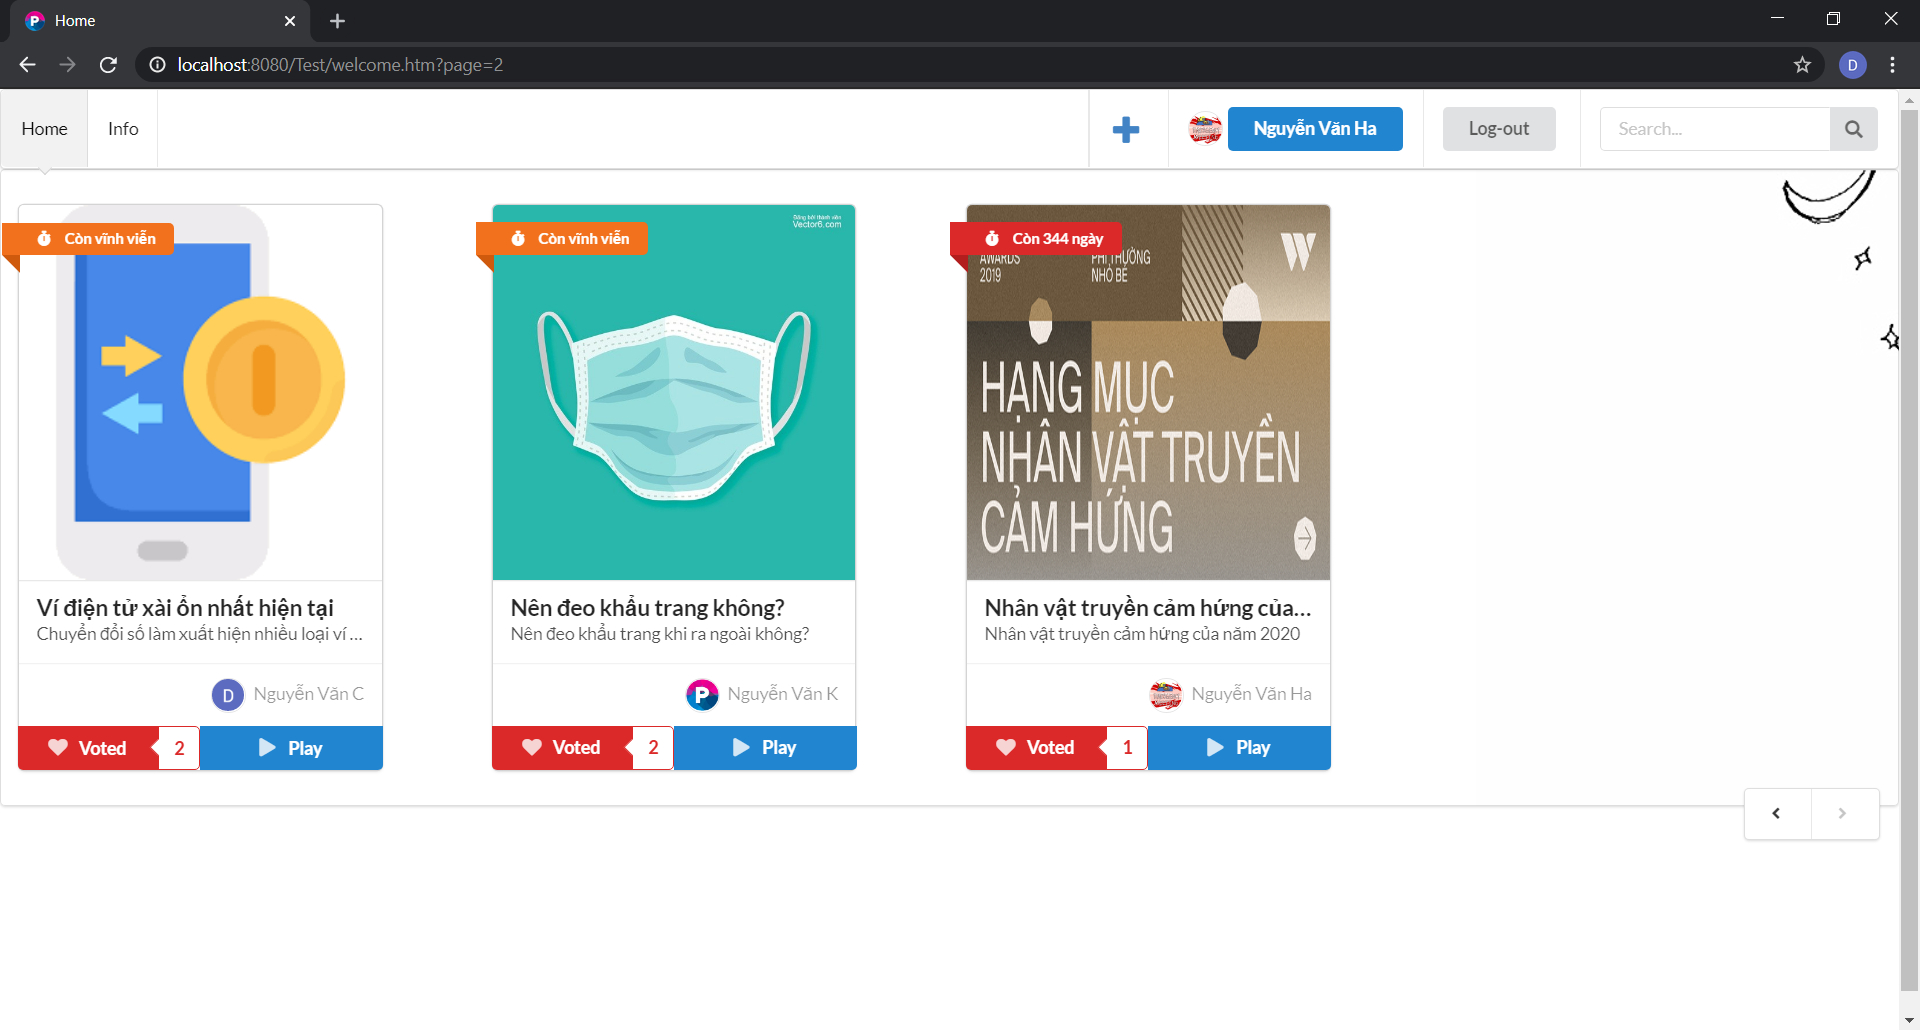 Home
localhost:8080/Test/welcome.htm?page=2
D
Home
Info
Nguyễn Văn Ha
Log-out
Search...
Còn vĩnh viễn
Còn vĩnh viễn
Đăng bởi thành viên
Vector6.com
Còn 344 ngày
AWARDS
2019
PHI THƯỜNG
NHỎ BÉ
W
HẠNG MỤC
NHÂN VẬT TRUYỀN
CẢM HỨNG
Ví điện tử xài ổn nhất hiện tại
Chuyển đổi số làm xuất hiện nhiều loại ví ...
Nên đeo khẩu trang không?
Nên đeo khẩu trang khi ra ngoài không?
Nhân vật truyền cảm hứng của...
Nhân vật truyền cảm hứng của năm 2020
D
Nguyễn Văn C
P
Nguyễn Văn K
Nguyễn Văn Ha
Voted
2
Play
Voted
2
Play
Voted
1
Play